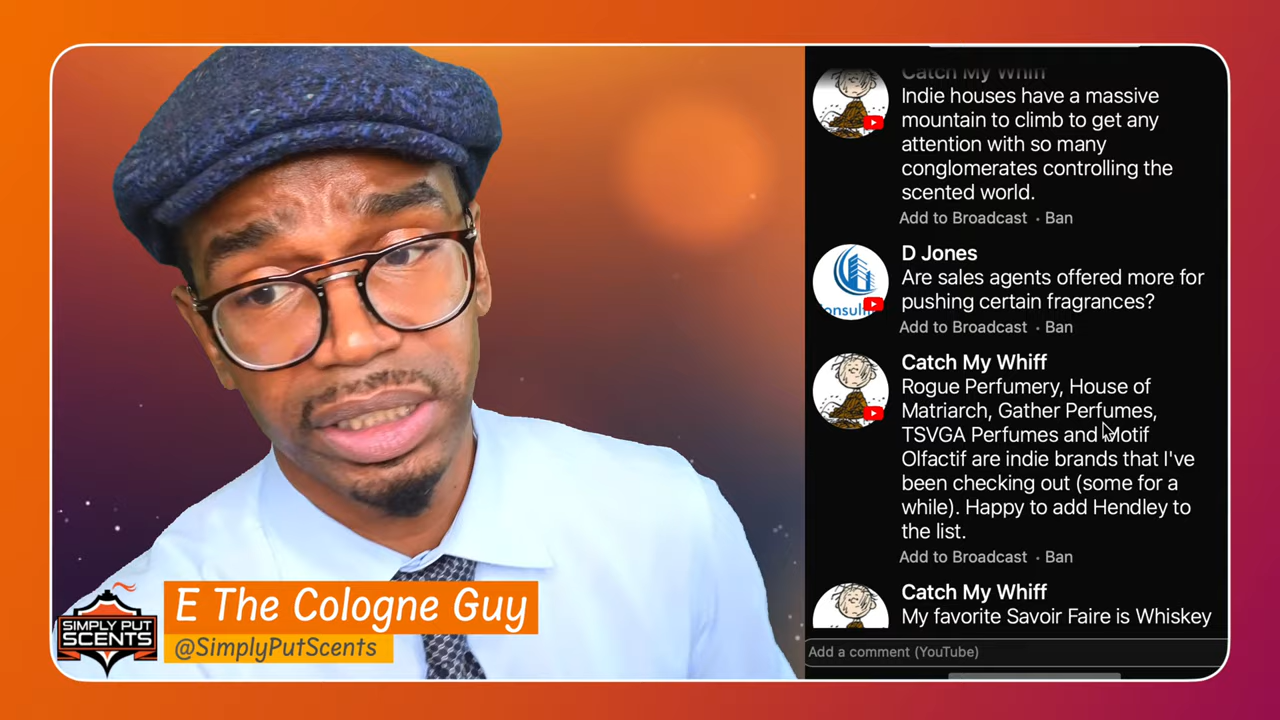 Catch My Whiff
Indie houses have a massive
mountain to climb to get any
attention with so many
conglomerates controlling the
scented world.
Add to Broadcast · Ban
D Jones
Are sales agents offered more for
pushing certain fragrances?
Add to Broadcast · Ban
Catch My Whiff
Rogue Perfumery, House of
Matriarch, Gather Perfumes,
TSVGA Perfumes and Motif
Olfactif are indie brands that I've
been checking out (some for a
while). Happy to add Hendley to
the list.
Add to Broadcast · Ban
Catch My Whiff
My favorite Savoir Faire is Whiskey
Add a comment (YouTube)
E The Cologne Guy
@SimplyPutScents
SIMPLY PUT
SCENTS